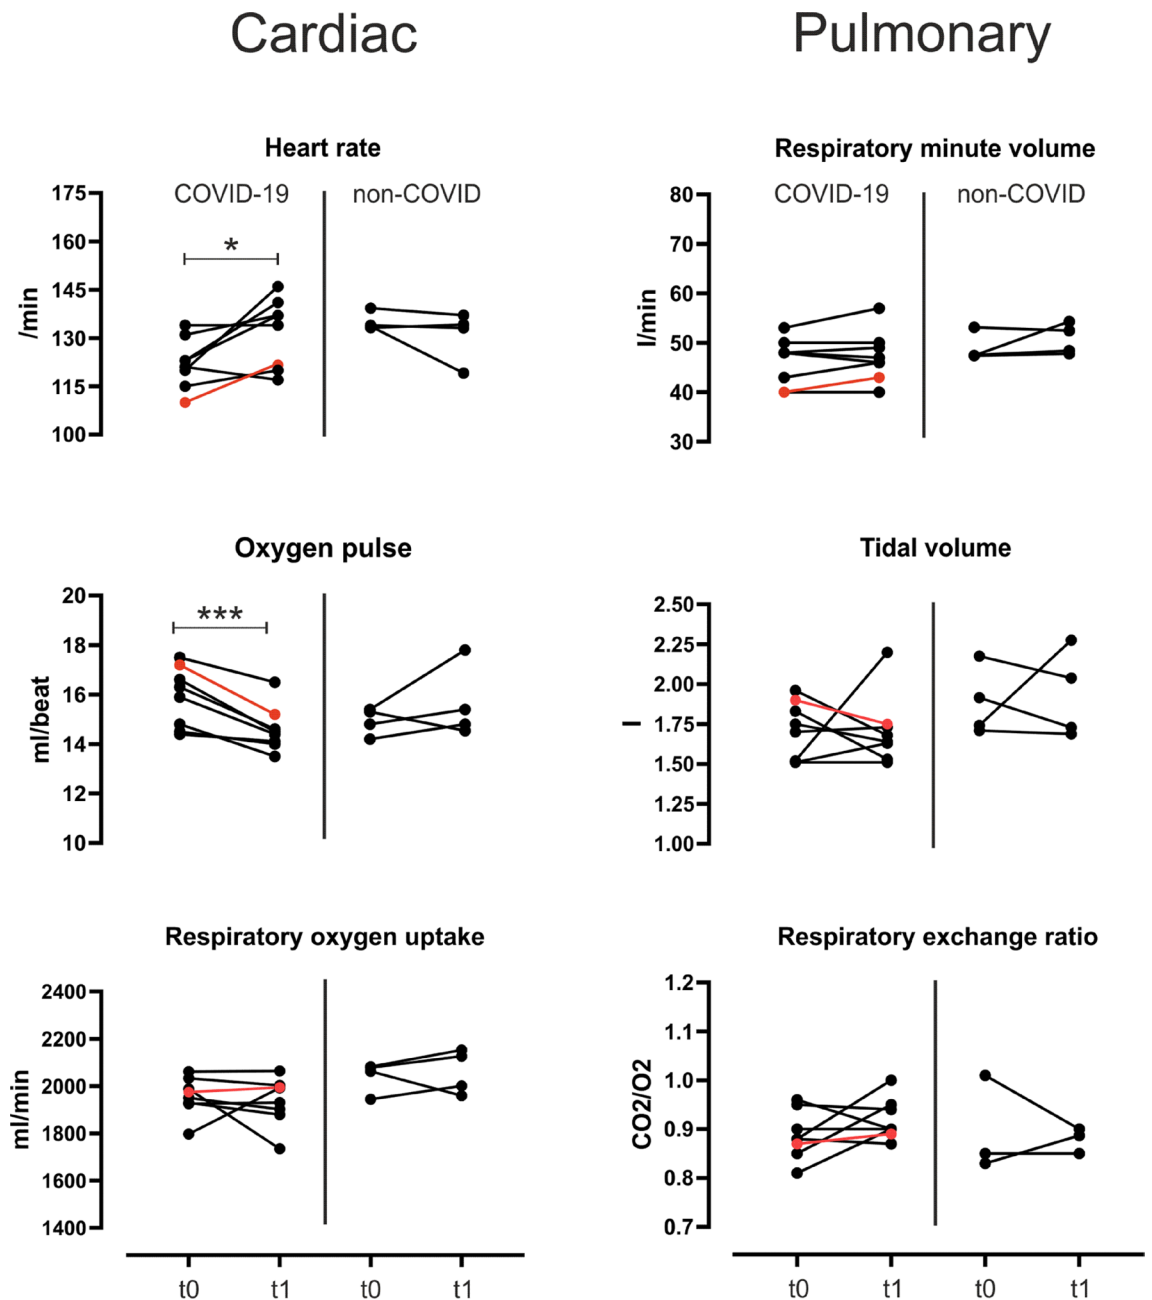 Cardiac
Pulmonary
Heart rate
COVID-19
non-COVID
*
/min
175
160
145
130
115
100
Respiratory minute volume
COVID-19
non-COVID
l/min
80
70
60
50
40
30
Oxygen pulse
***
ml/beat
20
18
16
14
12
10
Tidal volume
l
2.50
2.25
2.00
1.75
1.50
1.25
1.00
Respiratory oxygen uptake
ml/min
2400
2200
2000
1800
1600
1400
t0
t1
t0
t1
Respiratory exchange ratio
CO2/O2
1.2
1.1
1.0
0.9
0.8
0.7
t0
t1
t0
t1